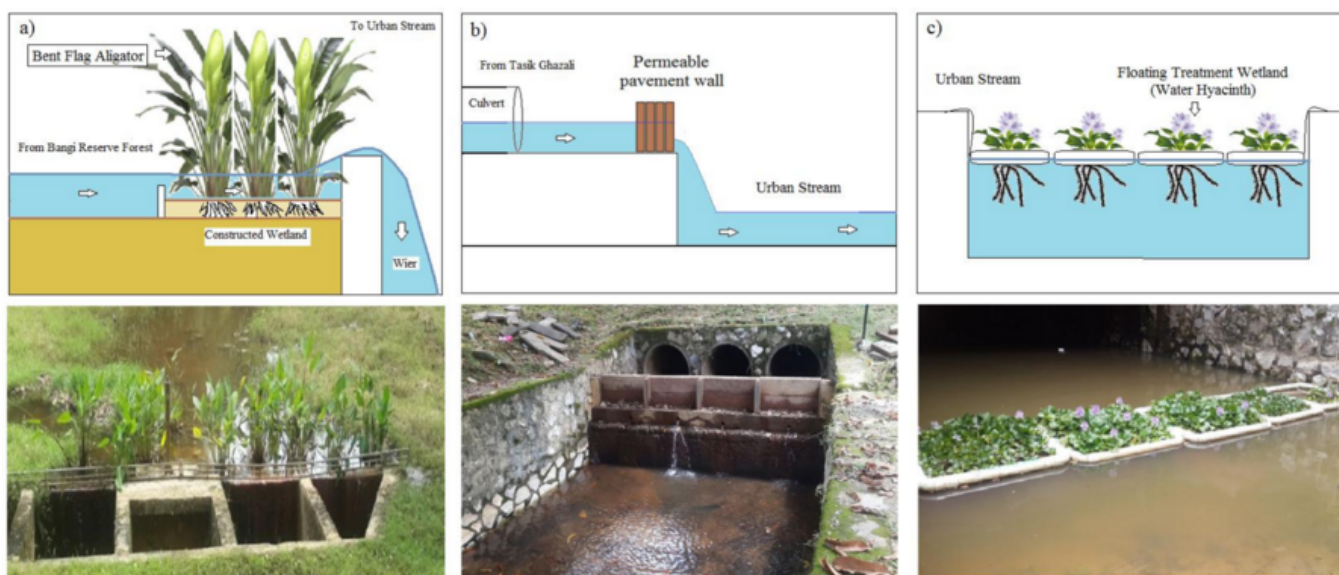 a)
To Urban Stream
Bent Flag Aligator
From Bangi Reserve Forest
Constructed Wetland
Wier
b)
From Tasik Ghazali
Culvert
Permeable
pavement wall
Urban Stream
c)
Urban Stream
Floating Treatment Wetland
(Water Hyacinth)